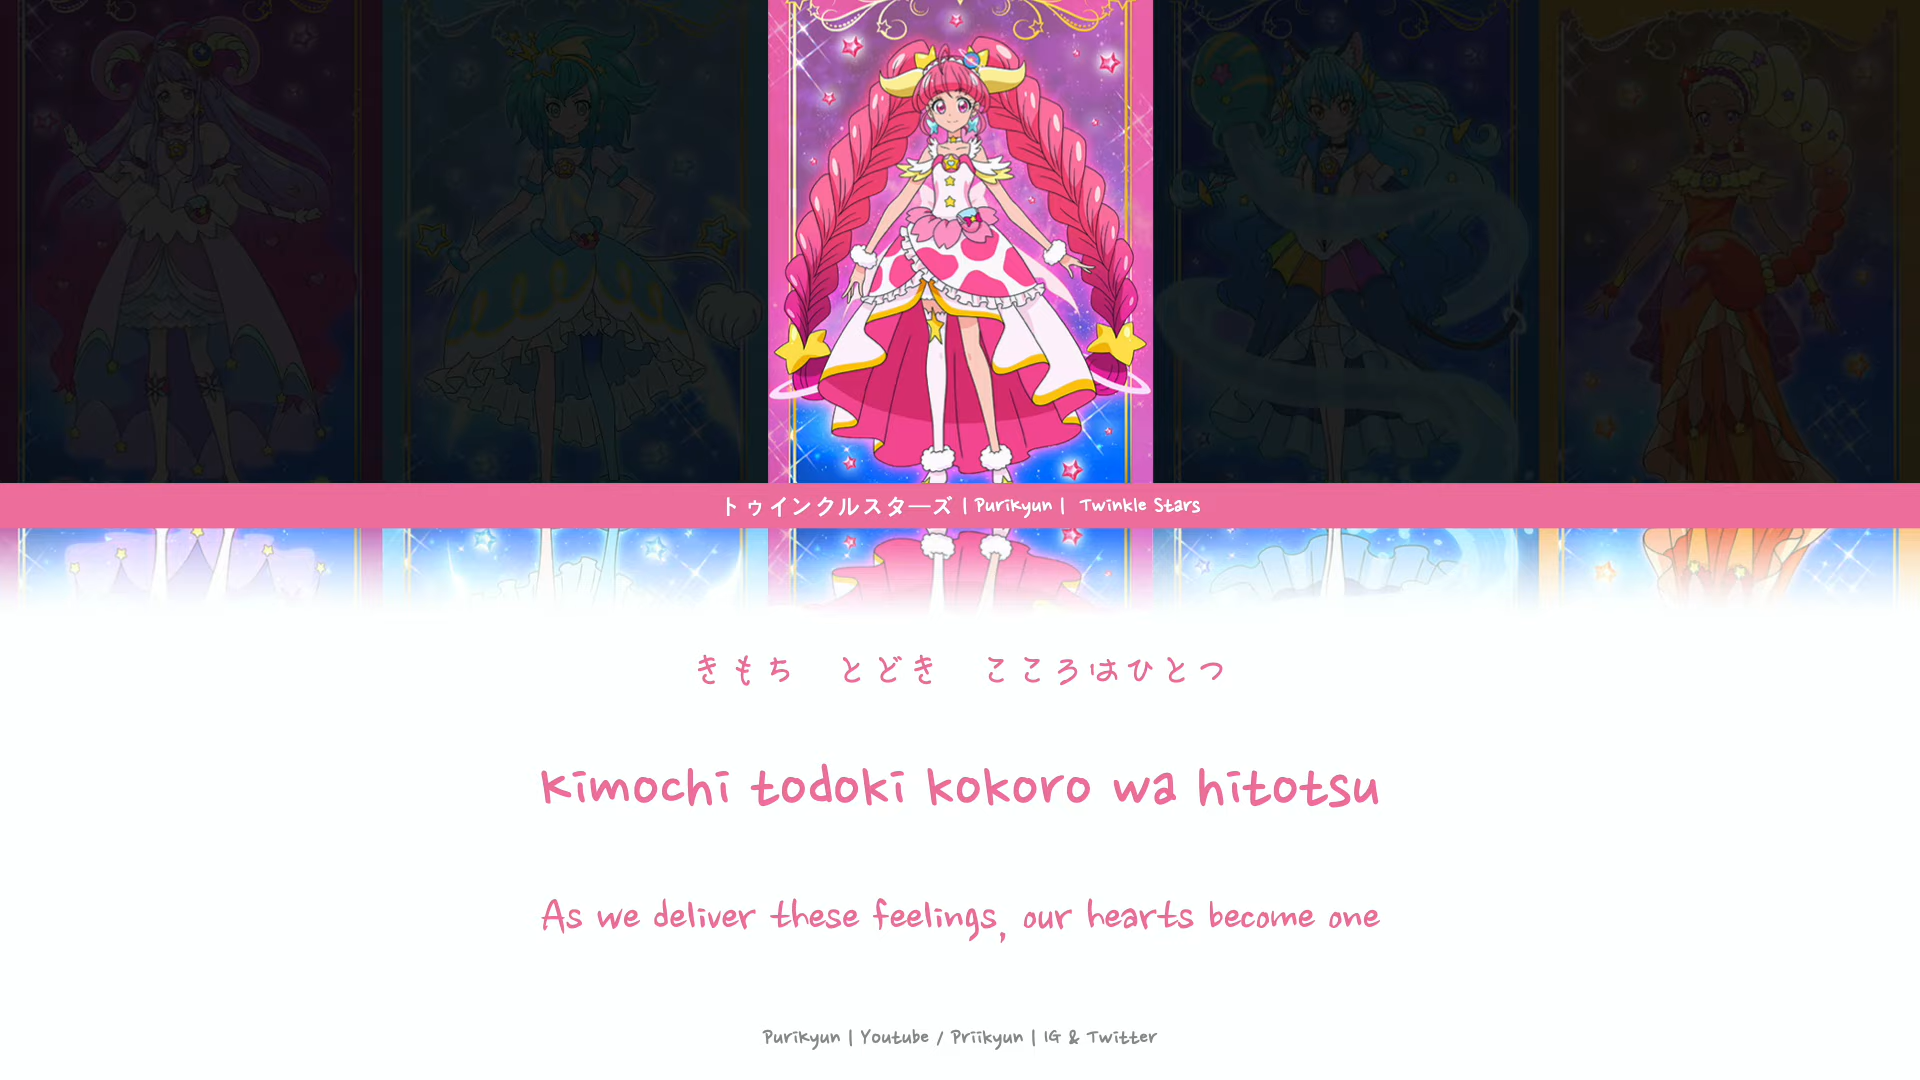 トゥインクルスターズ | Purikyun | Twinkle Stars
きもち　とどき　こころはひとつ
kimochi todoki kokoro wa hitotsu
As we deliver these feelings, our hearts become one
Purikyun | Youtube / Priikyun | IG & Twitter